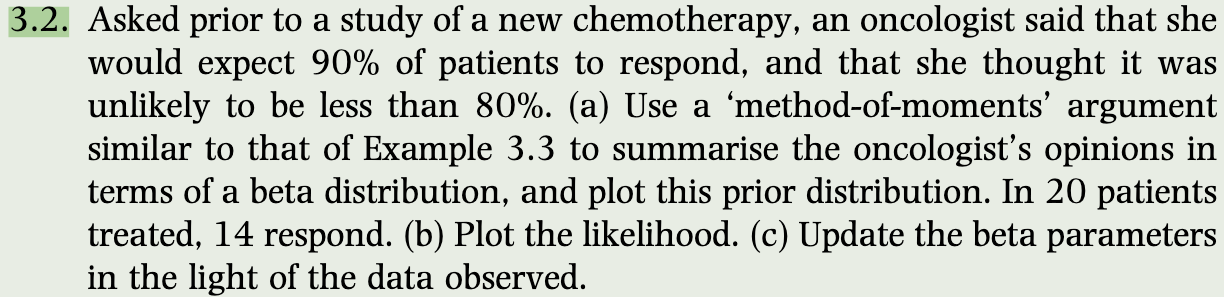 3.2. Asked prior to a study of a new chemotherapy, an oncologist said that she
would expect 90% of patients to respond, and that she thought it was
unlikely to be less than 80%. (a) Use a ‘method-of-moments’ argument
similar to that of Example 3.3 to summarise the oncologist’s opinions in
terms of a beta distribution, and plot this prior distribution. In 20 patients
treated, 14 respond. (b) Plot the likelihood. (c) Update the beta parameters
in the light of the data observed.